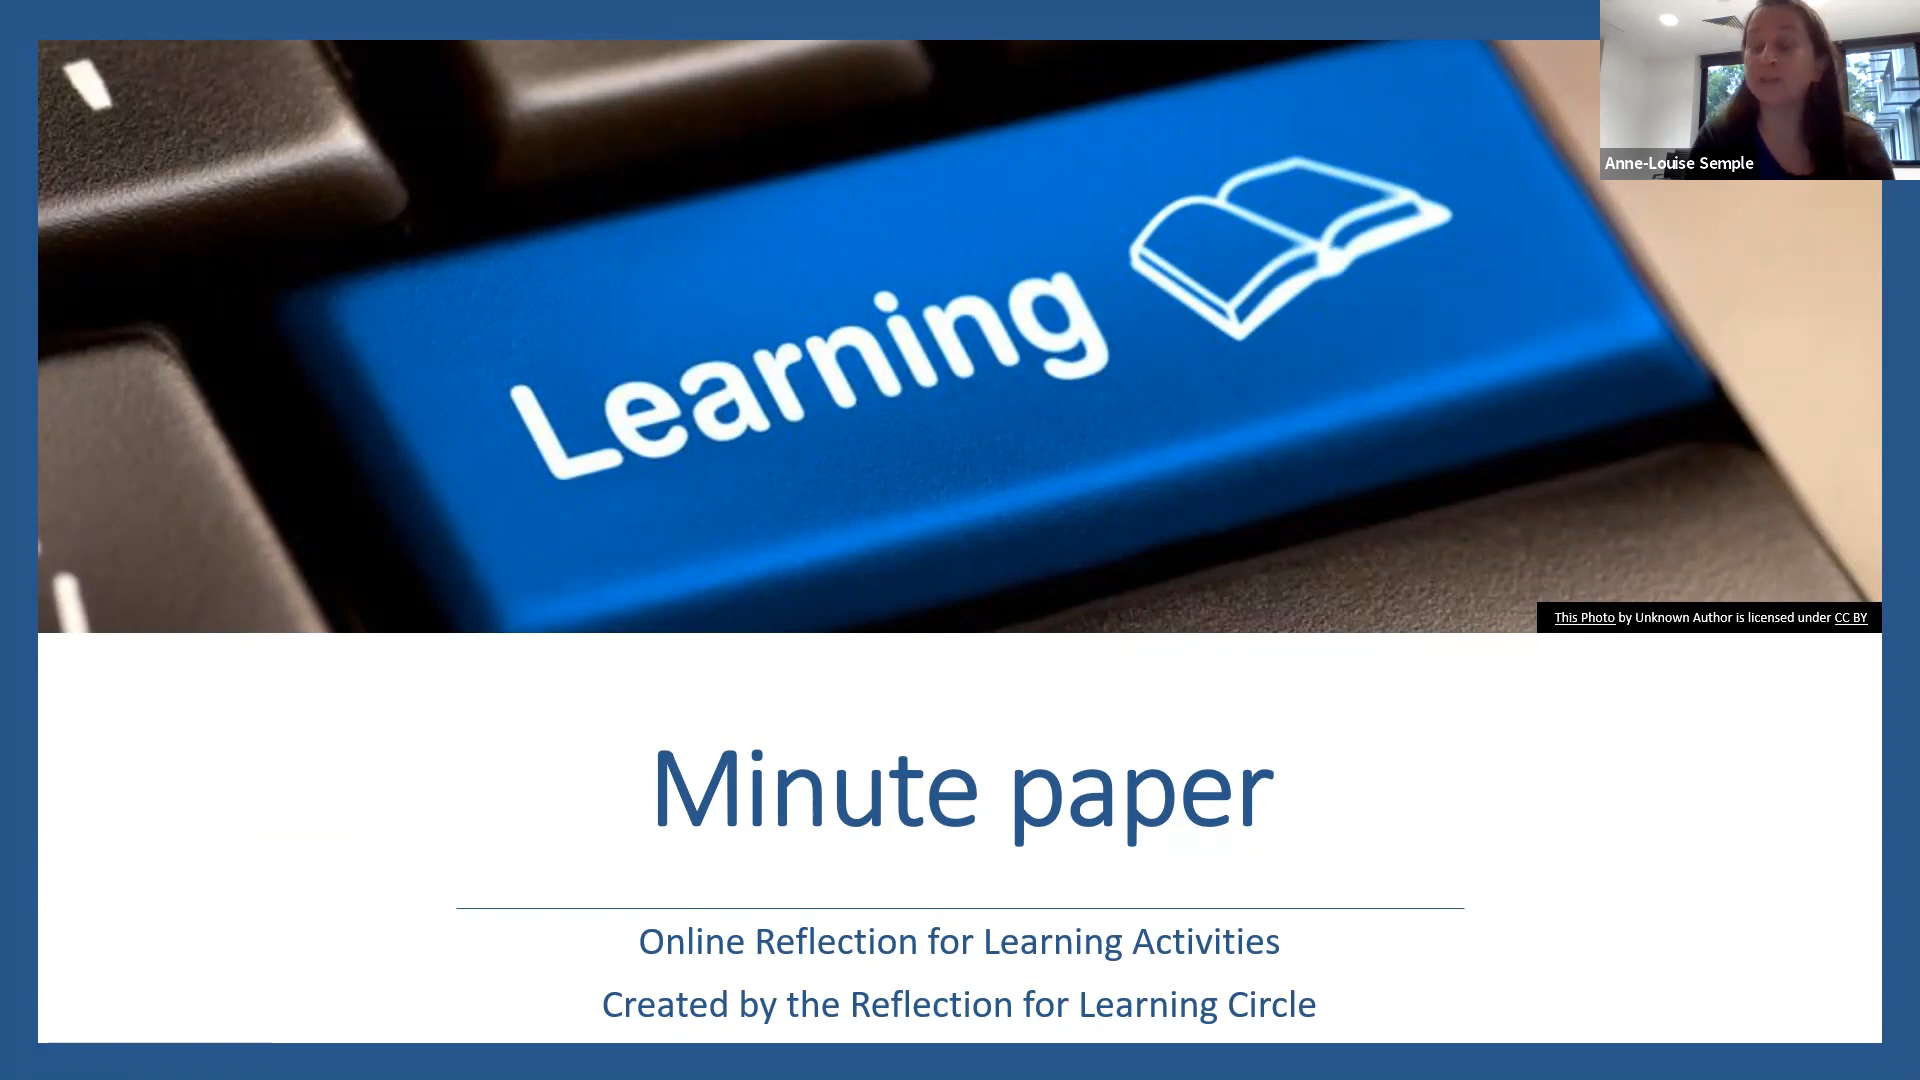 Anne-Louise Semple
Learning
This Photo by Unknown Author is licensed under CC BY
Minute paper
Online Reflection for Learning Activities
Created by the Reflection for Learning Circle